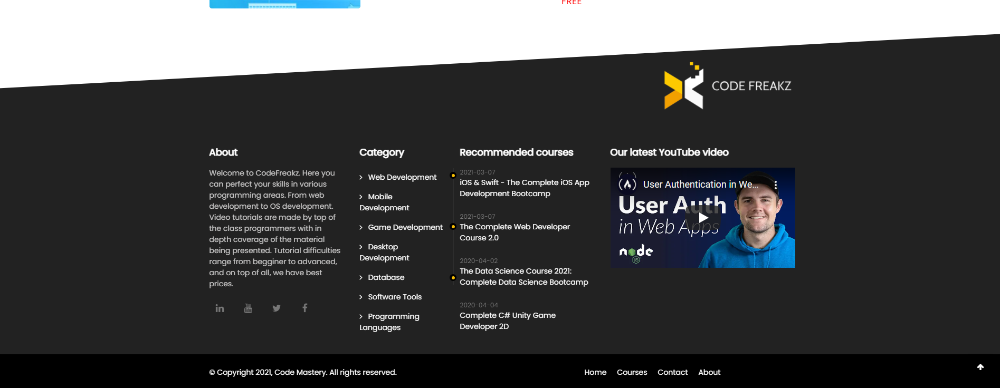 FREE
CODE FREAKZ
About
Welcome to CodeFreakz. Here you
can perfect your skills in various
programming areas. From web
development to OS development.
Video tutorials are made by top of
the class programmers with in
depth coverage of the material
being presented. Tutorial difficulties
range from begginer to advanced,
and on top of all, we have best
prices.
Category
Web Development
Mobile
Development
Game Development
Desktop
Development
Database
Software Tools
Programming
Languages
Recommended courses
2021-03-07
iOS & Swift - The Complete iOS App
Development Bootcamp
2021-03-07
The Complete Web Developer
Course 2.0
2020-04-02
The Data Science Course 2021:
Complete Data Science Bootcamp
2020-04-04
Complete C# Unity Game
Developer 2D
Our latest YouTube video
User Authentication in We...
User Auth
in Web Apps
node
JS
© Copyright 2021, Code Mastery. All rights reserved.
Home Courses Contact About